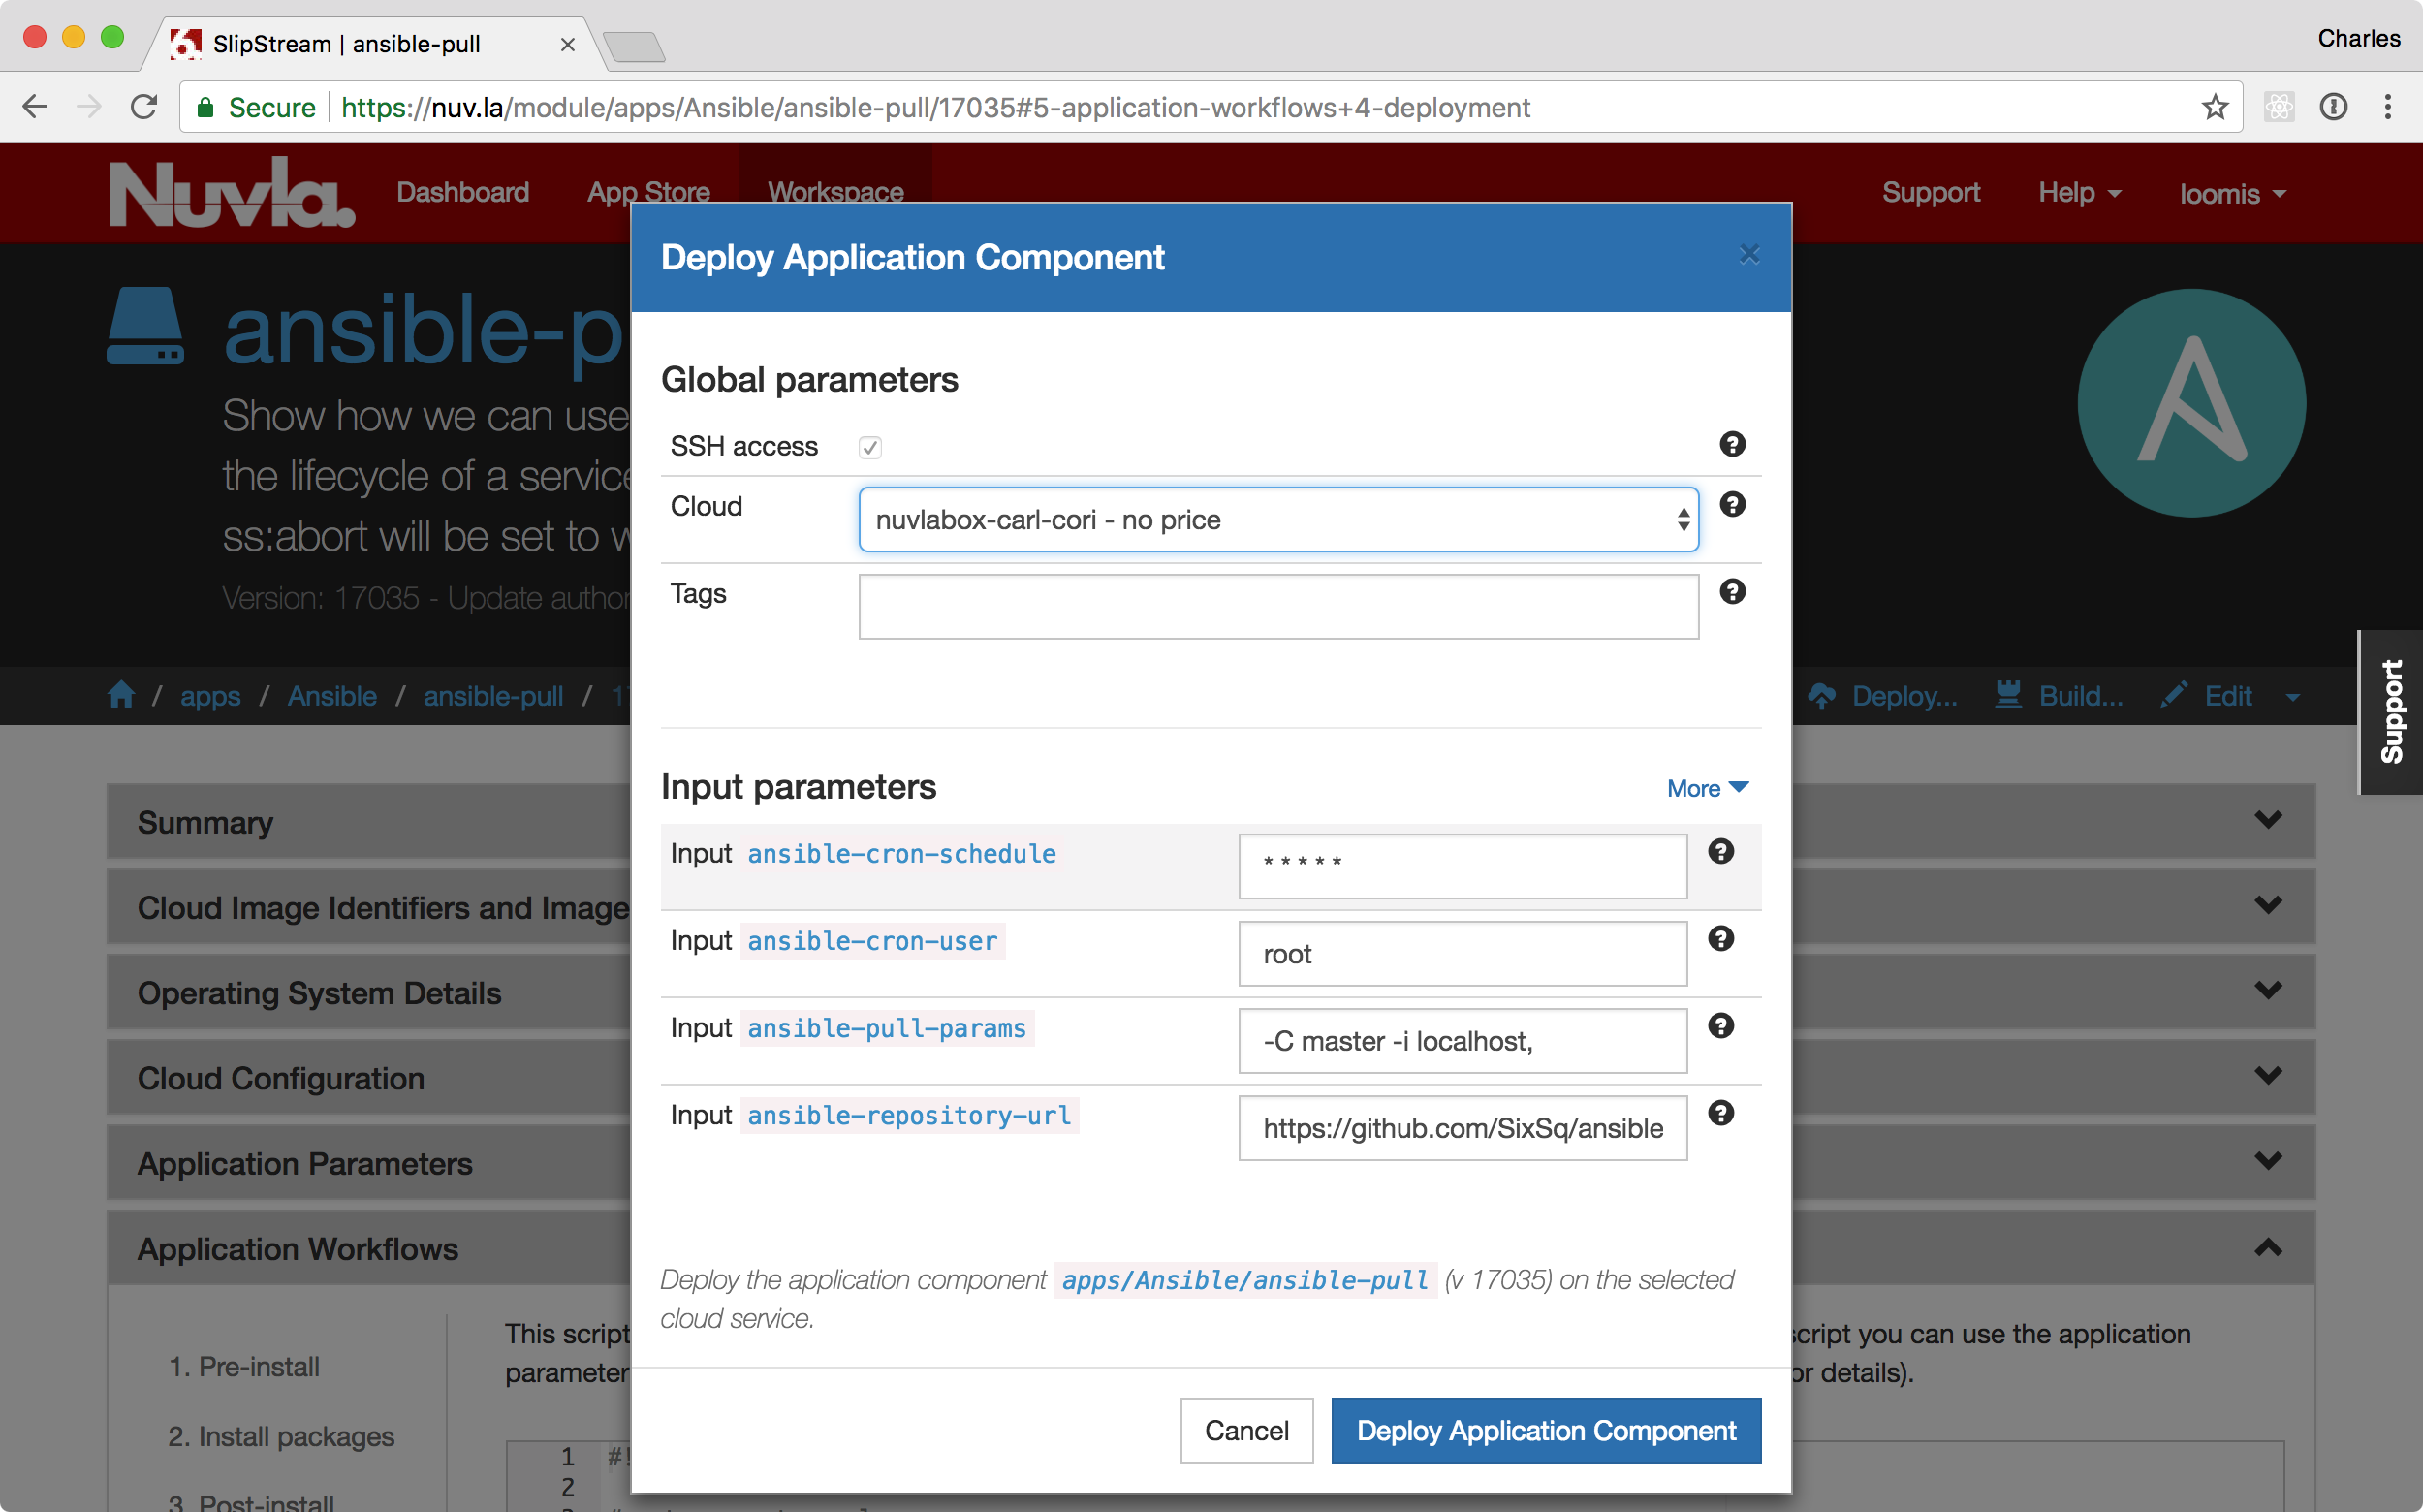 SlipStream | ansible-pull
Charles
Secure https://nuv.la/module/apps/Ansible/ansible-pull/17035#5-application-workflows+4-deployment
Nuvla. Dashboard App Store Workspace Support Help loomis
Deploy Application Component
ansible-p
Show how we can use
the lifecycle of a service
ss:abort will be set to w
Version: 17035 - Update author
Global parameters
SSH access
Cloud nuvlabox-carl-cori - no price
Tags
/ apps / Ansible / ansible-pull / 17
Deploy... Build... Edit
Support
Input parameters More
Input ansible-cron-schedule * * * * *
Input ansible-cron-user root
Input ansible-pull-params -C master -i localhost,
Input ansible-repository-url https://github.com/SixSq/ansible
Summary
Cloud Image Identifiers and Image
Operating System Details
Cloud Configuration
Application Parameters
Application Workflows
Deploy the application component apps/Ansible/ansible-pull (v 17035) on the selected
cloud service.
This script
parameter
script you can use the application
or details).
1. Pre-install
2. Install packages
3. Post-install
1 #!
2
Cancel Deploy Application Component